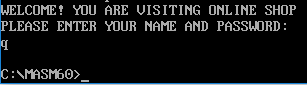 WELCOME! YOU ARE VISITING ONLINE SHOP
PLEASE ENTER YOUR NAME AND PASSWORD:
q
C:\MASM60>_